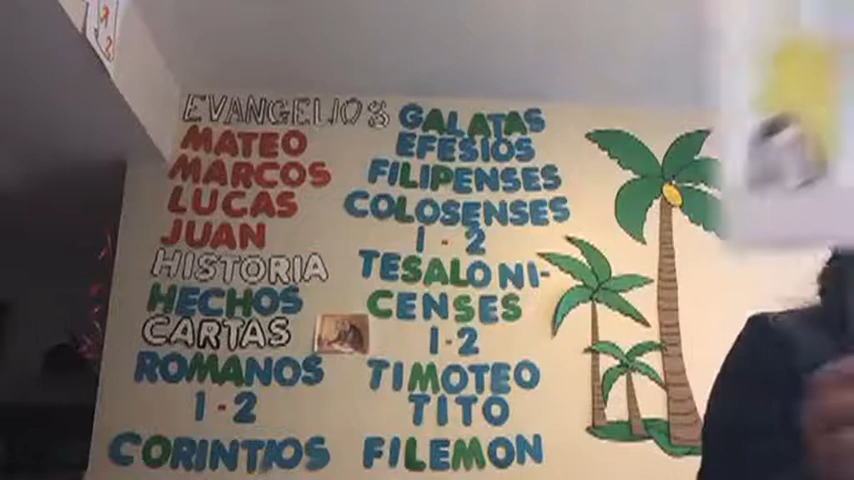 EVANGELIOS
MATEO
MARCOS
LUCAS
JUAN
HISTORIA
HECHOS
CARTAS
ROMANOS
1-2
CORINTIOS
GALATAS
EFESIOS
FILIPENSES
COLOSENSES
1-2
TESALONI-
CENSES
1-2
TIMOTEO
TITO
FILEMON